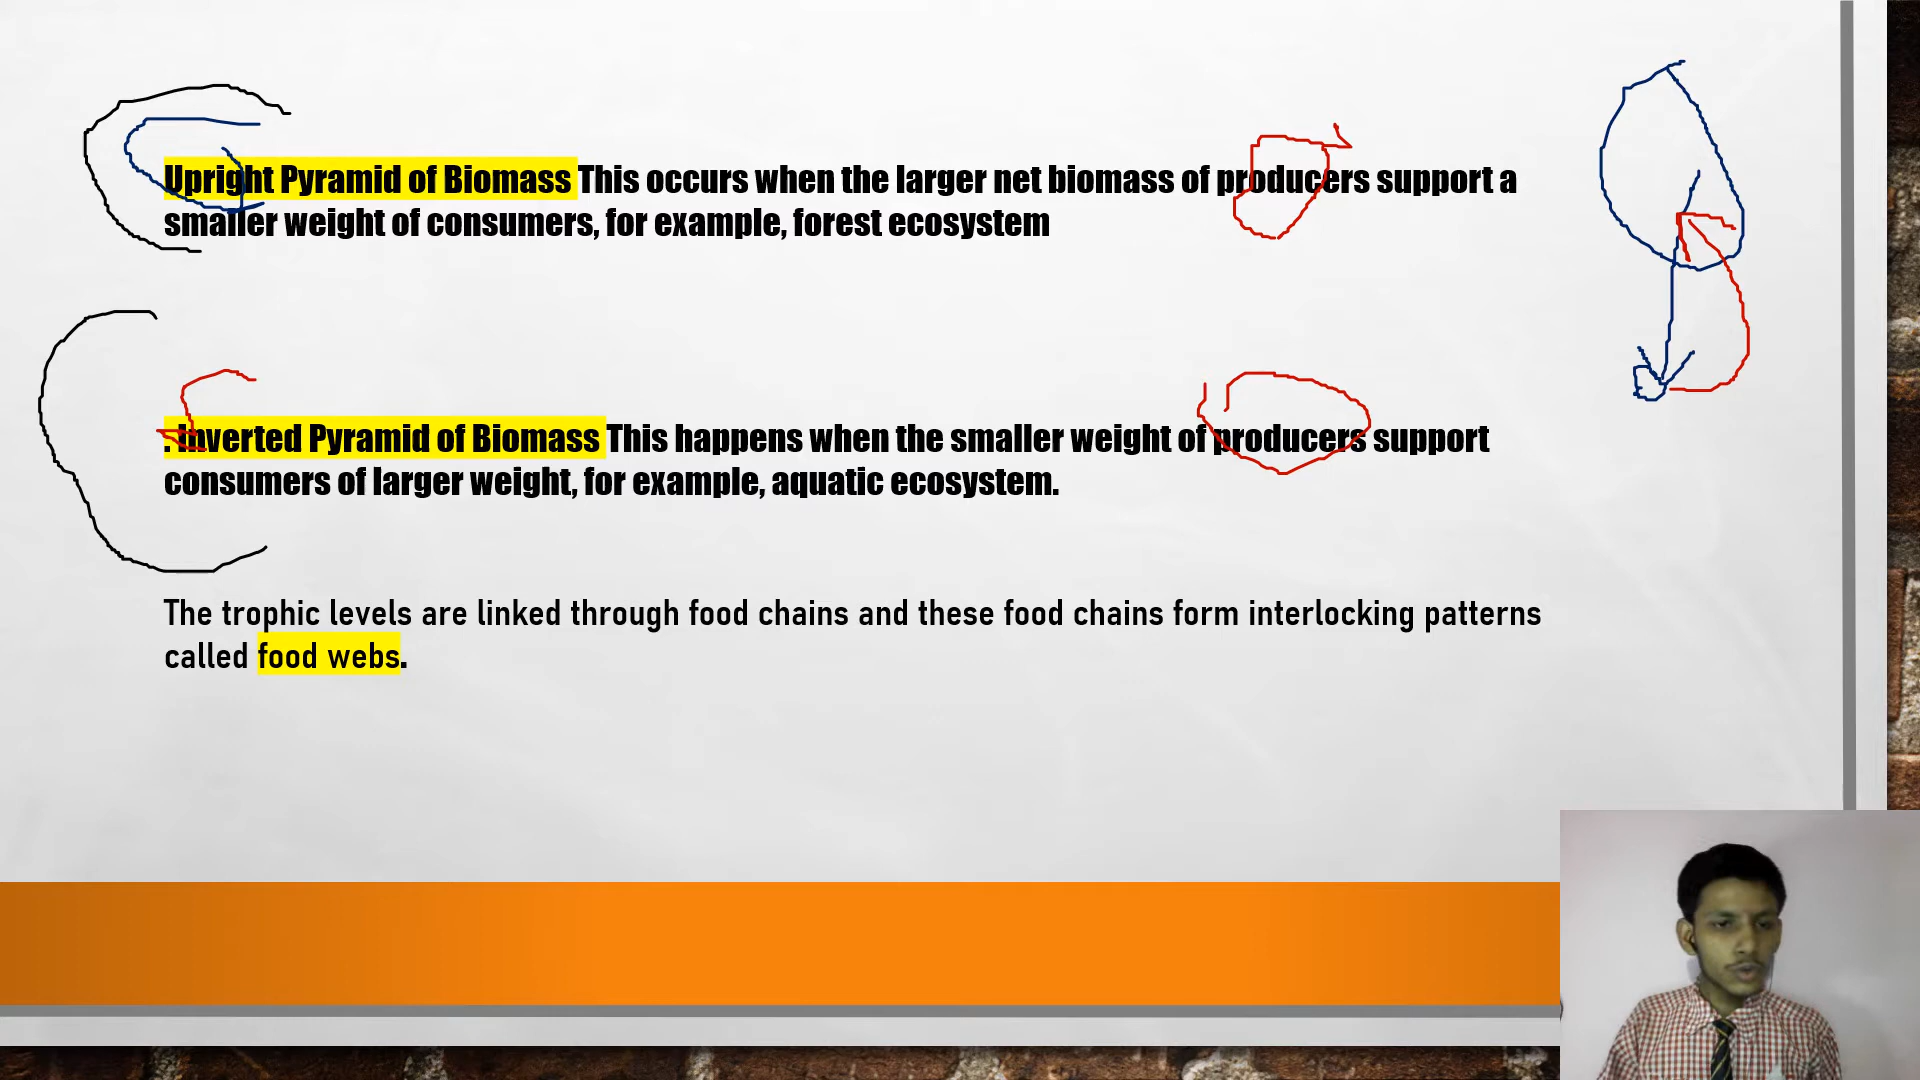 Upright Pyramid of Biomass This occurs when the larger net biomass of producers support a
smaller weight of consumers, for example, forest ecosystem
. Inverted Pyramid of Biomass This happens when the smaller weight of producers support
consumers of larger weight, for example, aquatic ecosystem.
The trophic levels are linked through food chains and these food chains form interlocking patterns
called food webs.